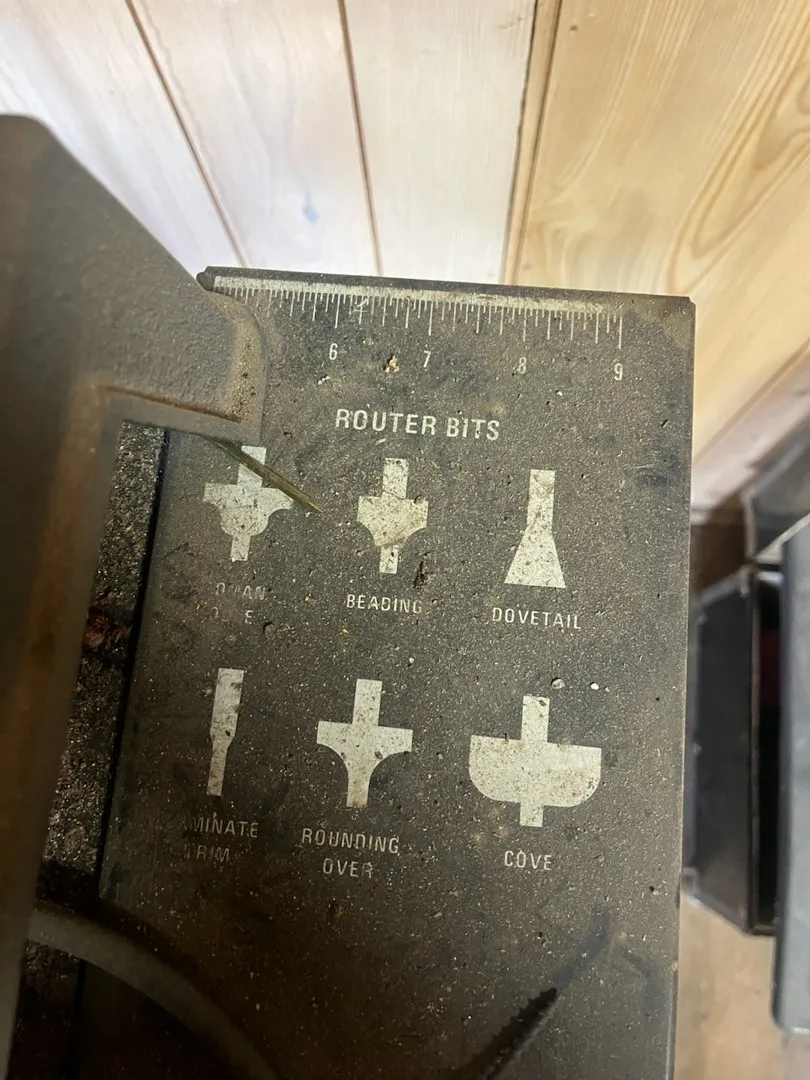 6 7 8 9
ROUTER BITS
BEADING
DOVETAIL
ROUNDING
OVER
COVE